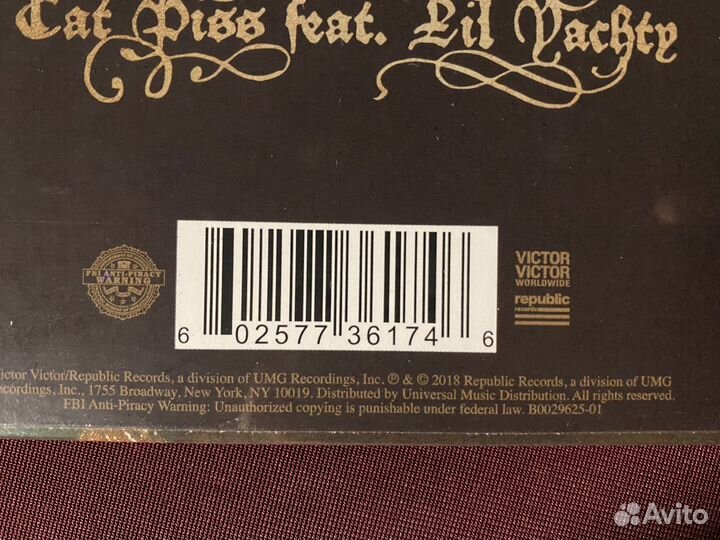 Cat Piss feat. Lil Yachty
FBI ANTI-PIRACY
WARNING
6 02577 36174 6
VICTOR
VICTOR
WORLDWIDE
republic
records
ictor Victor/Republic Records, a division of UMG Recordings, Inc. ℗ & © 2018 Republic Records, a division of UMG
ecordings, Inc., 1755 Broadway, New York, NY 10019. Distributed by Universal Music Distribution. All rights reserved.
FBI Anti-Piracy Warning: Unauthorized copying is punishable under federal law. B0029625-01
Avito